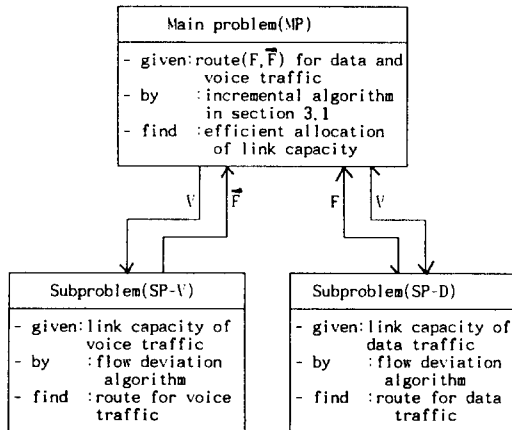 Main problem(MP)
- given:route(F,F⃗) for data and
voice traffic
- by :incremental algorithm
in section 3.1
- find :efficient allocation
of link capacity
V F⃗ F V
Subproblem(SP-V)
- given:link capacity of
voice traffic
- by :flow deviation
algorithm
- find :route for voice
traffic
Subproblem(SP-D)
- given:link capacity of
data traffic
- by :flow deviation
algorithm
- find :route for data
traffic